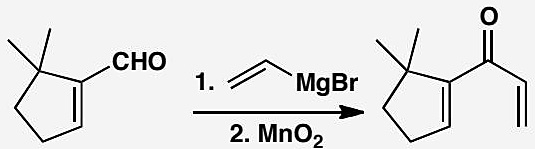 CHO
1. MgBr
2. MnO₂
O